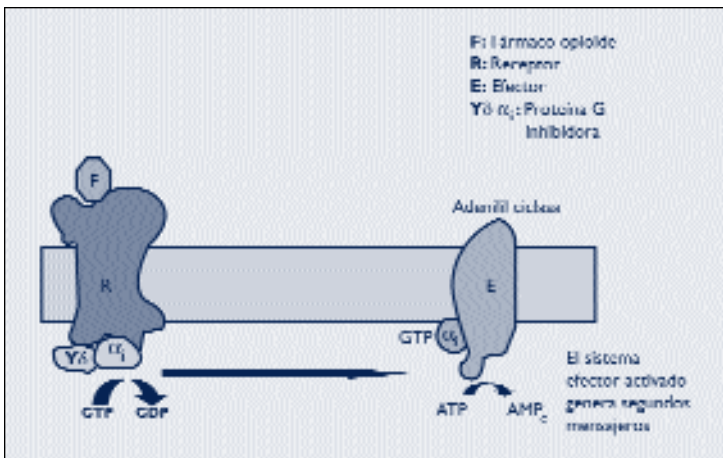 F: Fármaco opioide
R: Receptor
E: Efector
Yδ αi: Proteína G
Inhibidora
F
Adenilil ciclasa
R
E
Yδ αi
GTP αi
GTP GDP
ATP AMPc
El sistema
efector activado
genera segundos
mensajeros